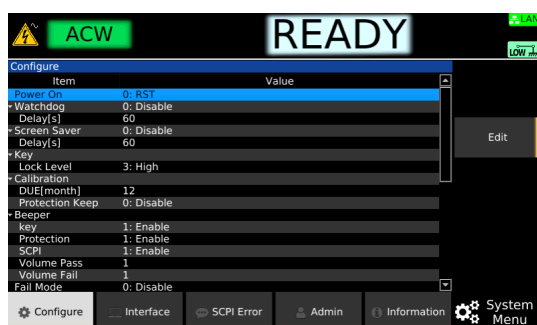 ACW
READY
LAN
LOW
Configure
Item Value
Power On 0: RST
Watchdog 0: Disable
Delay[s] 60
Screen Saver 0: Disable
Delay[s] 60
Key
Lock Level 3: High
Calibration
DUE[month] 12
Protection Keep 0: Disable
Beeper
key 1: Enable
Protection 1: Enable
SCPI 1: Enable
Volume Pass 1
Volume Fail 1
Fail Mode 0: Disable
Edit
Configure Interface SCPI Error Admin Information System Menu